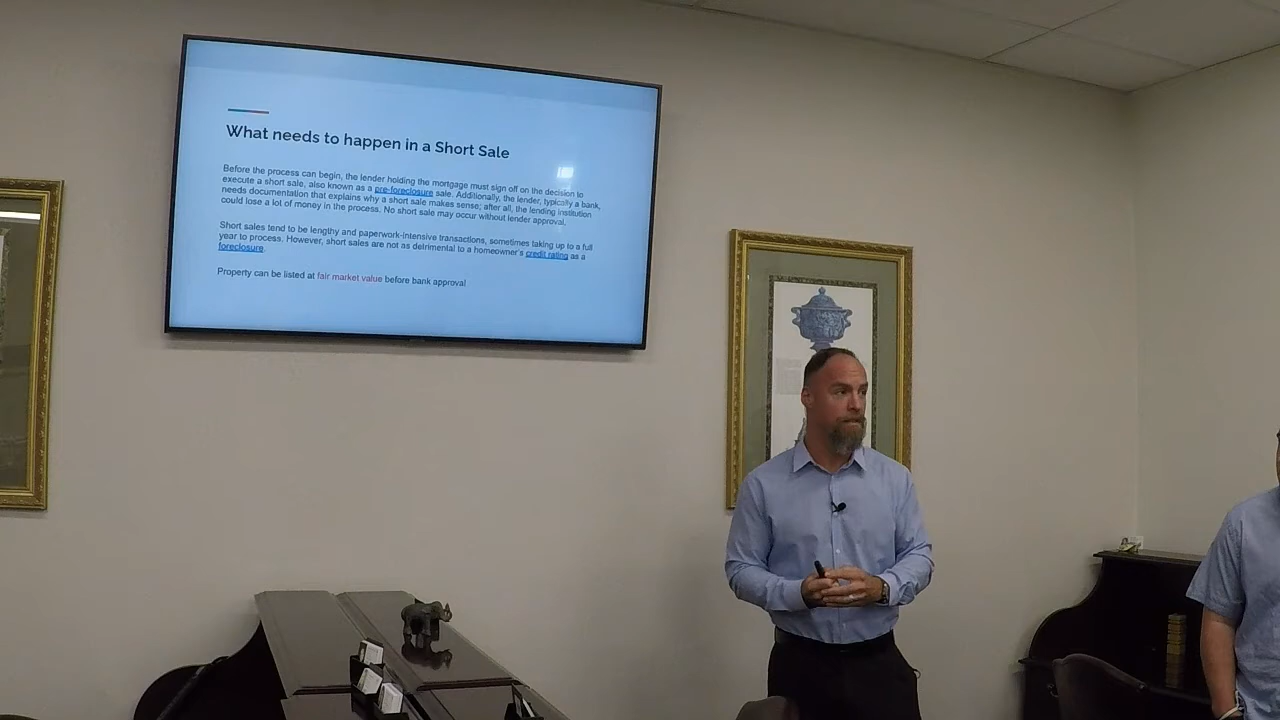 What needs to happen in a Short Sale
Before the process can begin, the lender holding the mortgage must sign off on the decision to
execute a short sale, also known as a pre-foreclosure sale. Additionally, the lender, typically a bank,
needs documentation that explains why a short sale makes sense; after all, the lending institution
could lose a lot of money in the process. No short sale may occur without lender approval.
Short sales tend to be lengthy and paperwork-intensive transactions, sometimes taking up to a full
year to process. However, short sales are not as detrimental to a homeowner's credit rating as a
foreclosure.
Property can be listed at fair market value before bank approval